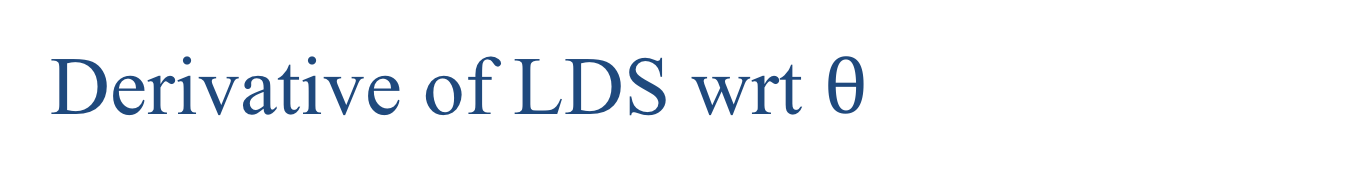 Derivative of LDS wrt θ